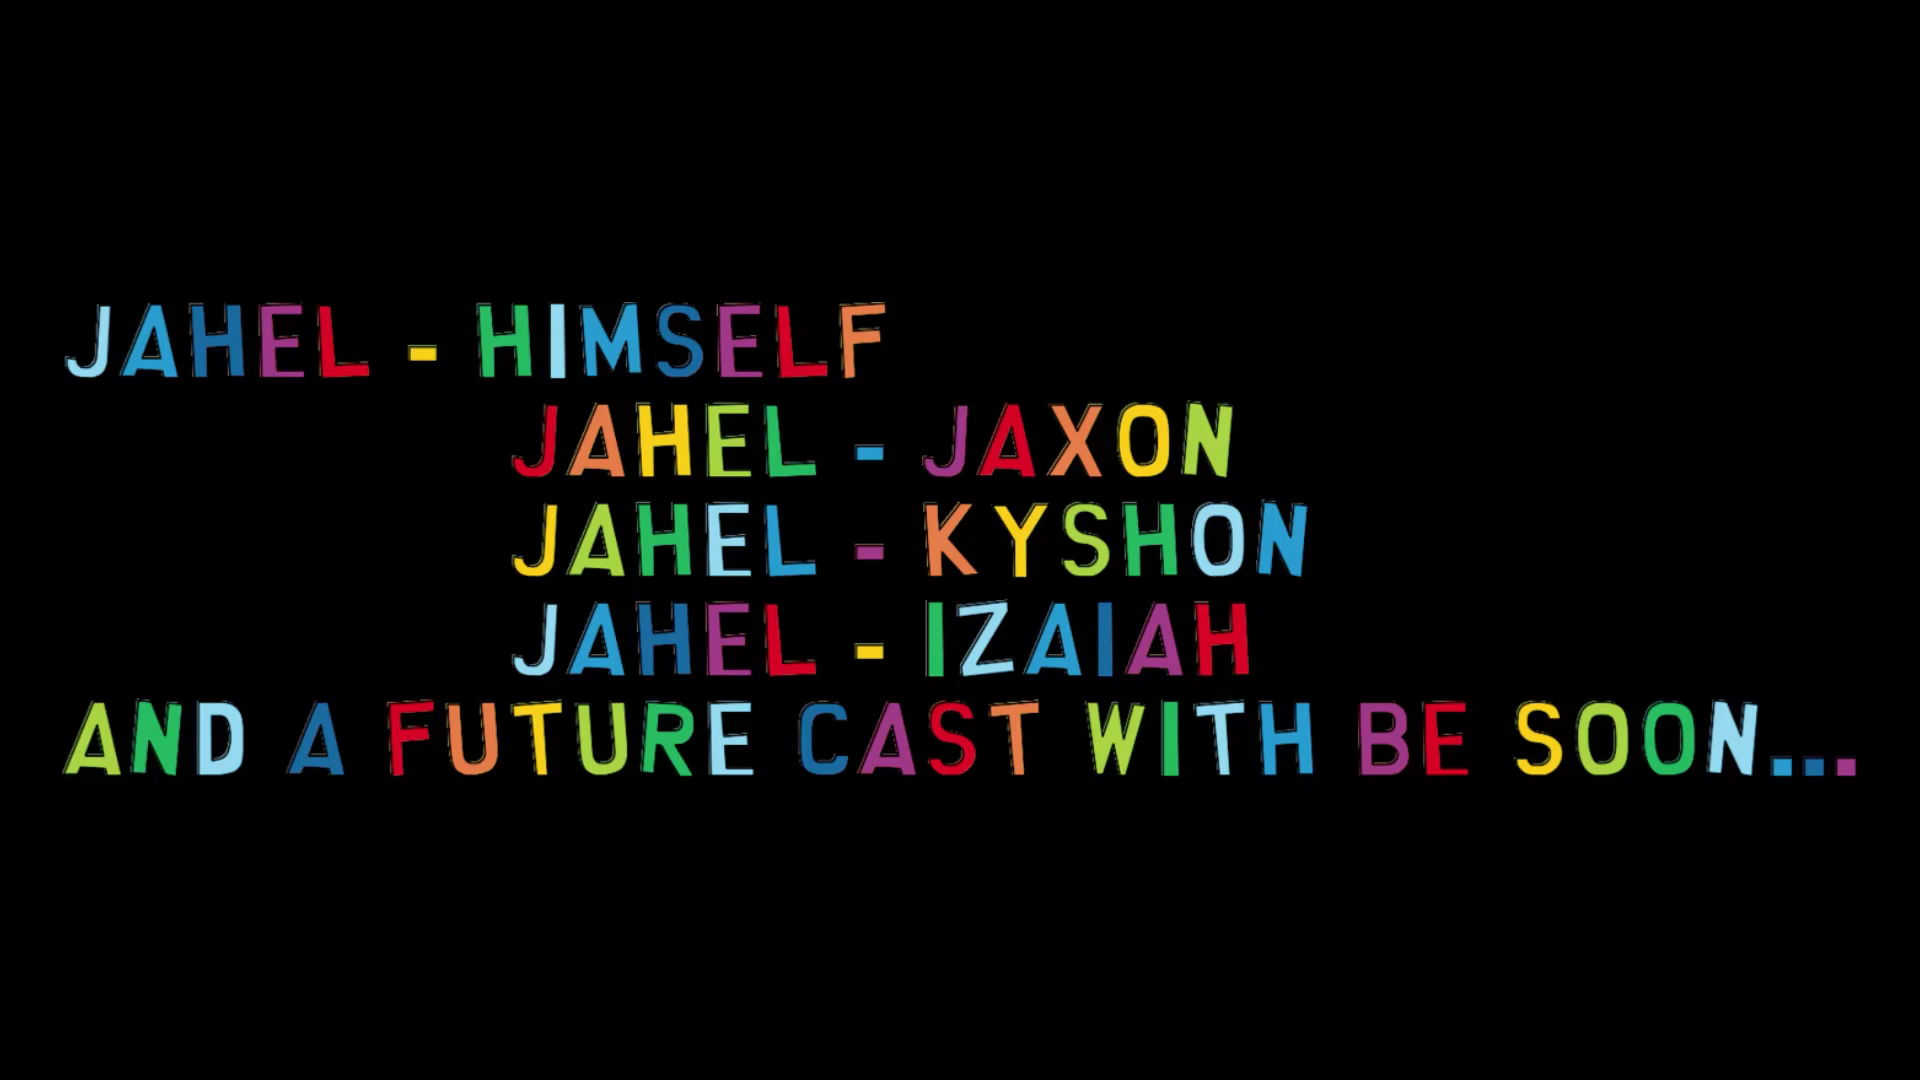 JAHEL - HIMSELF
JAHEL - JAXON
JAHEL - KYSHON
JAHEL - IZAIAH
AND A FUTURE CAST WITH BE SOON...